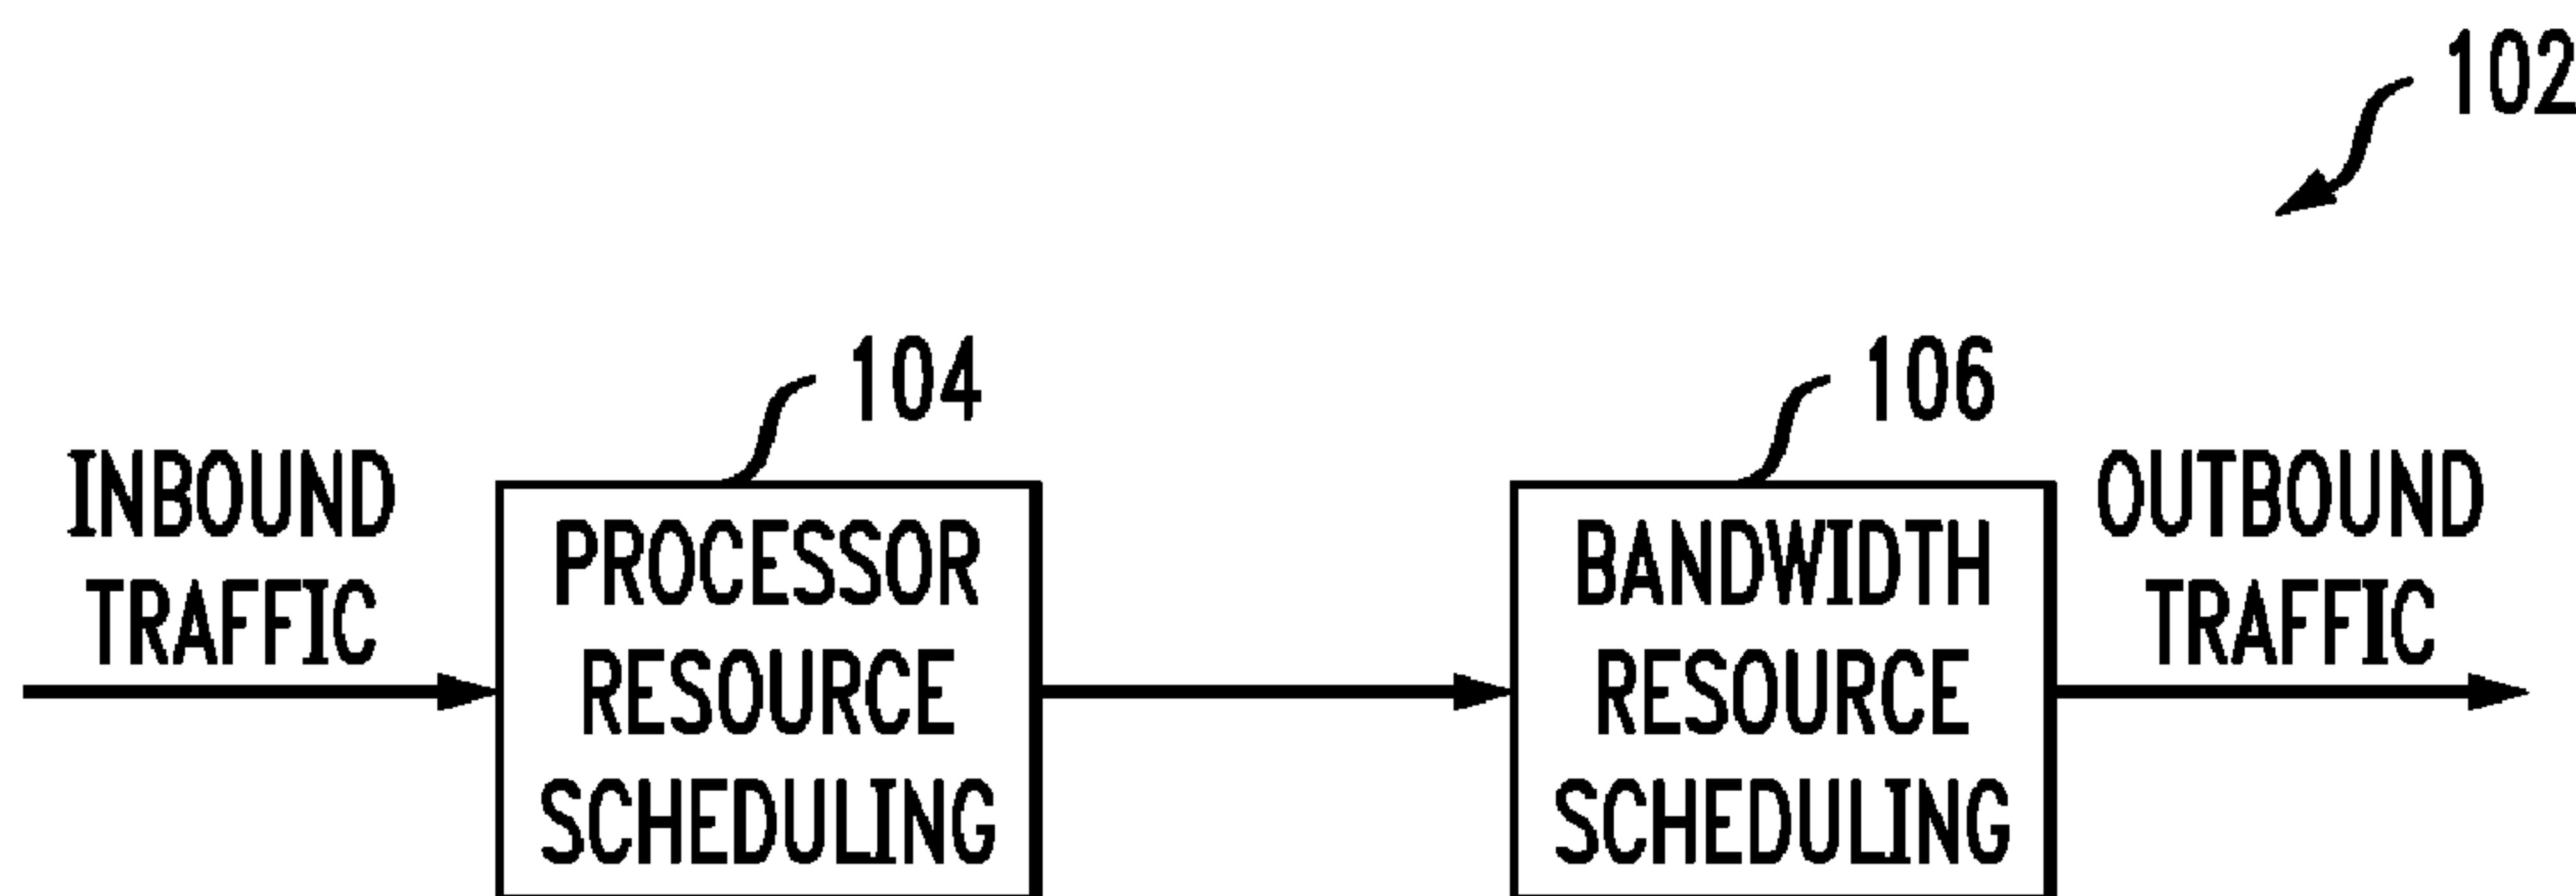 102
104
106
INBOUND
TRAFFIC
PROCESSOR
RESOURCE
SCHEDULING
BANDWIDTH
RESOURCE
SCHEDULING
OUTBOUND
TRAFFIC